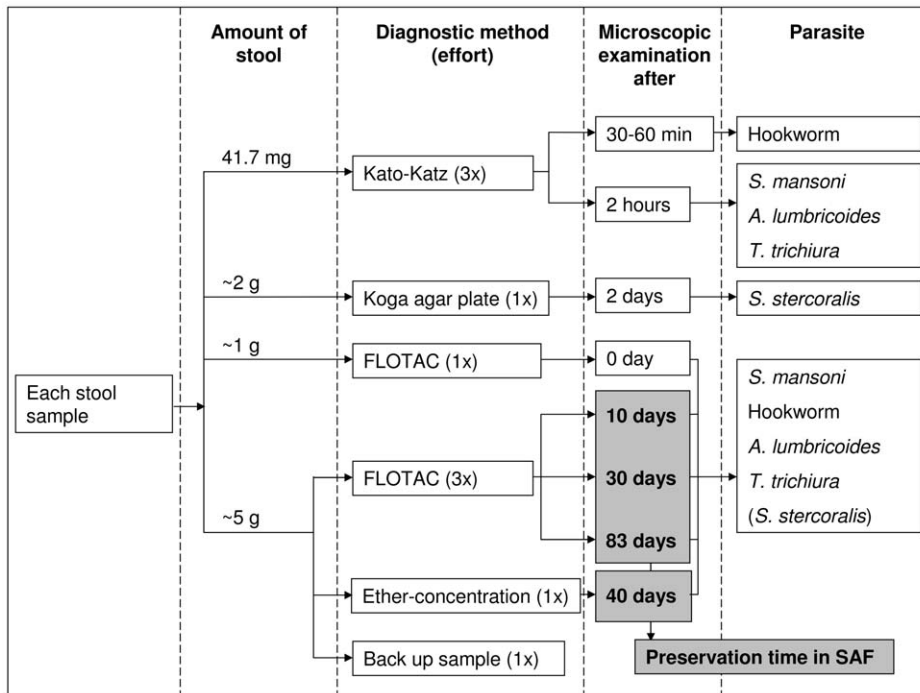 Amount of
stool
Diagnostic method
(effort)
Microscopic
examination
after
Parasite
30-60 min
Hookworm
41.7 mg
Kato-Katz (3x)
2 hours
S. mansoni
A. lumbricoides
T. trichiura
~2 g
Koga agar plate (1x)
2 days
S. stercoralis
~1 g
FLOTAC (1x)
0 day
Each stool
sample
~5 g
FLOTAC (3x)
10 days
30 days
83 days
S. mansoni
Hookworm
A. lumbricoides
T. trichiura
(S. stercoralis)
Ether-concentration (1x)
40 days
Back up sample (1x)
Preservation time in SAF